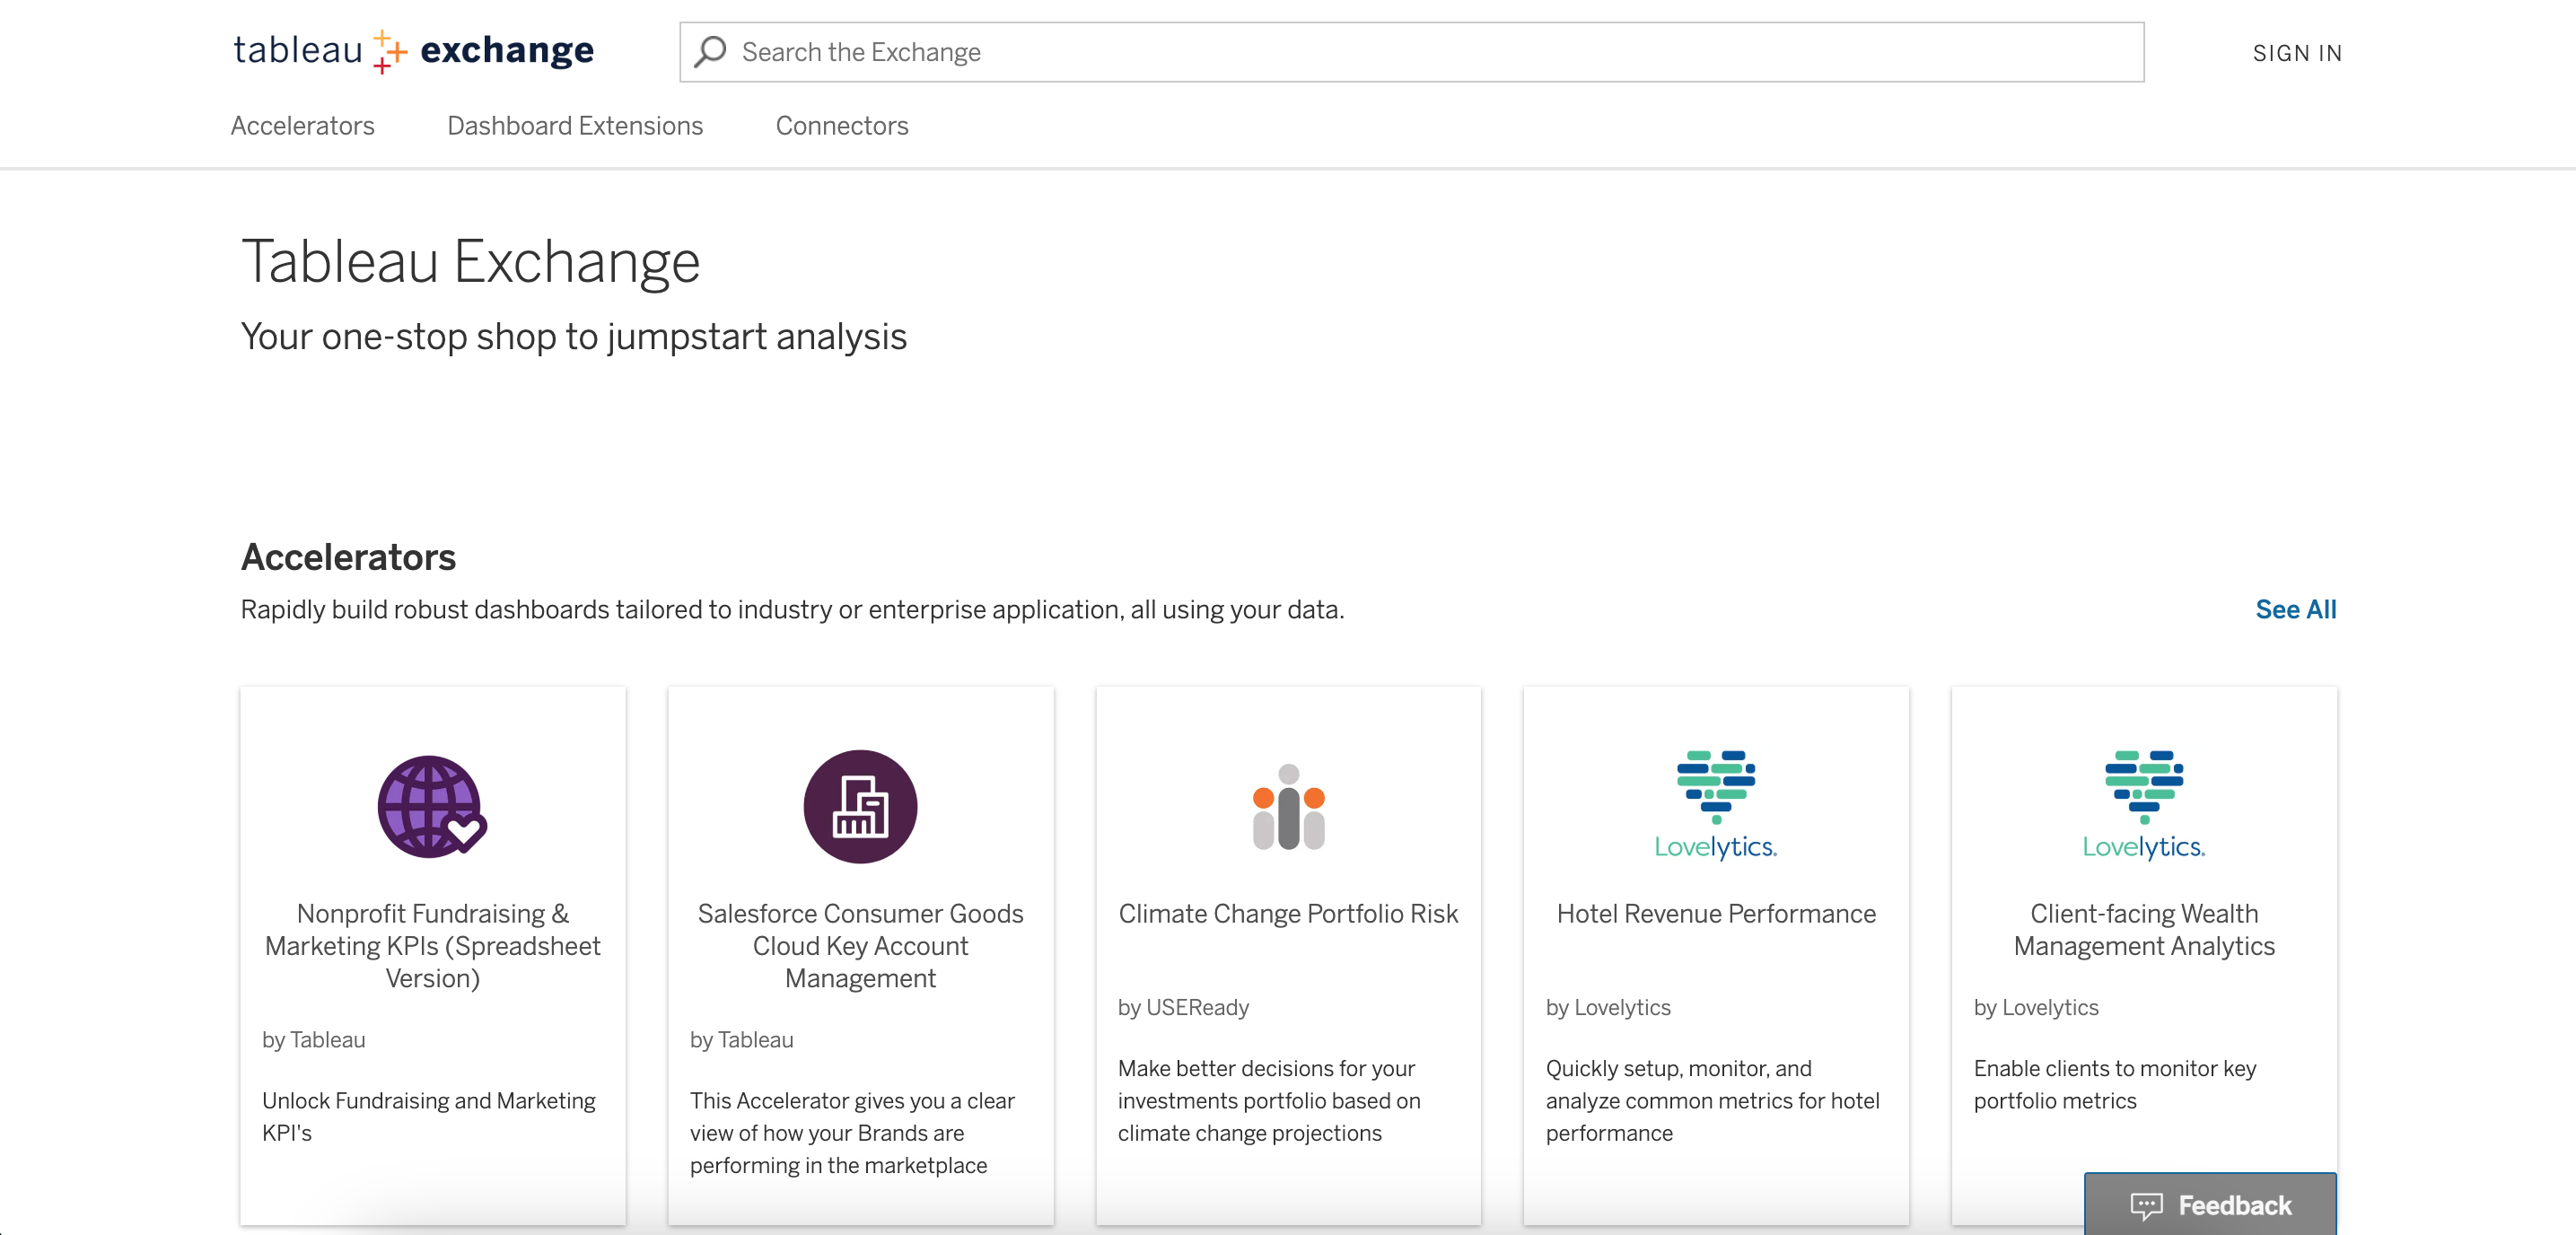 tableau exchange
Search the Exchange
SIGN IN
Accelerators
Dashboard Extensions
Connectors
Tableau Exchange
Your one-stop shop to jumpstart analysis
Accelerators
Rapidly build robust dashboards tailored to industry or enterprise application, all using your data.
See All
Nonprofit Fundraising &
Marketing KPIs (Spreadsheet
Version)
by Tableau
Unlock Fundraising and Marketing
KPI's
Salesforce Consumer Goods
Cloud Key Account
Management
by Tableau
This Accelerator gives you a clear
view of how your Brands are
performing in the marketplace
Climate Change Portfolio Risk
by USEReady
Make better decisions for your
investments portfolio based on
climate change projections
Lovelytics.
Hotel Revenue Performance
by Lovelytics
Quickly setup, monitor, and
analyze common metrics for hotel
performance
Lovelytics.
Client-facing Wealth
Management Analytics
by Lovelytics
Enable clients to monitor key
portfolio metrics
Feedback